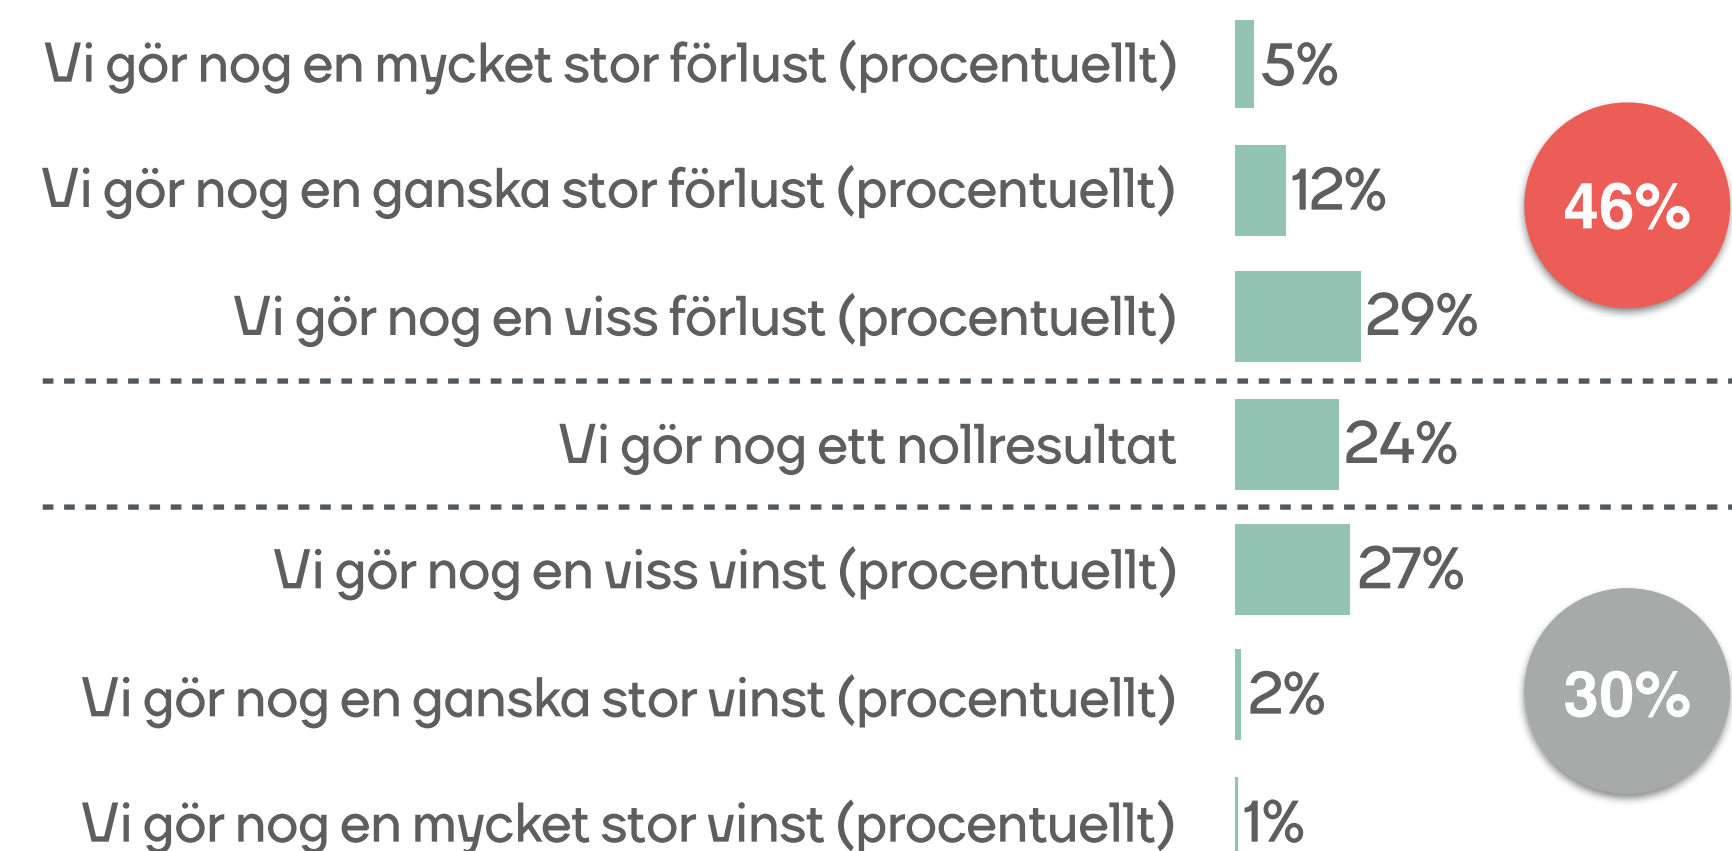 Vi gör nog en mycket stor förlust (procentuellt) 5%
Vi gör nog en ganska stor förlust (procentuellt) 12%
46%
Vi gör nog en viss förlust (procentuellt) 29%
Vi gör nog ett nollresultat 24%
Vi gör nog en viss vinst (procentuellt) 27%
Vi gör nog en ganska stor vinst (procentuellt) 2%
30%
Vi gör nog en mycket stor vinst (procentuellt) 1%